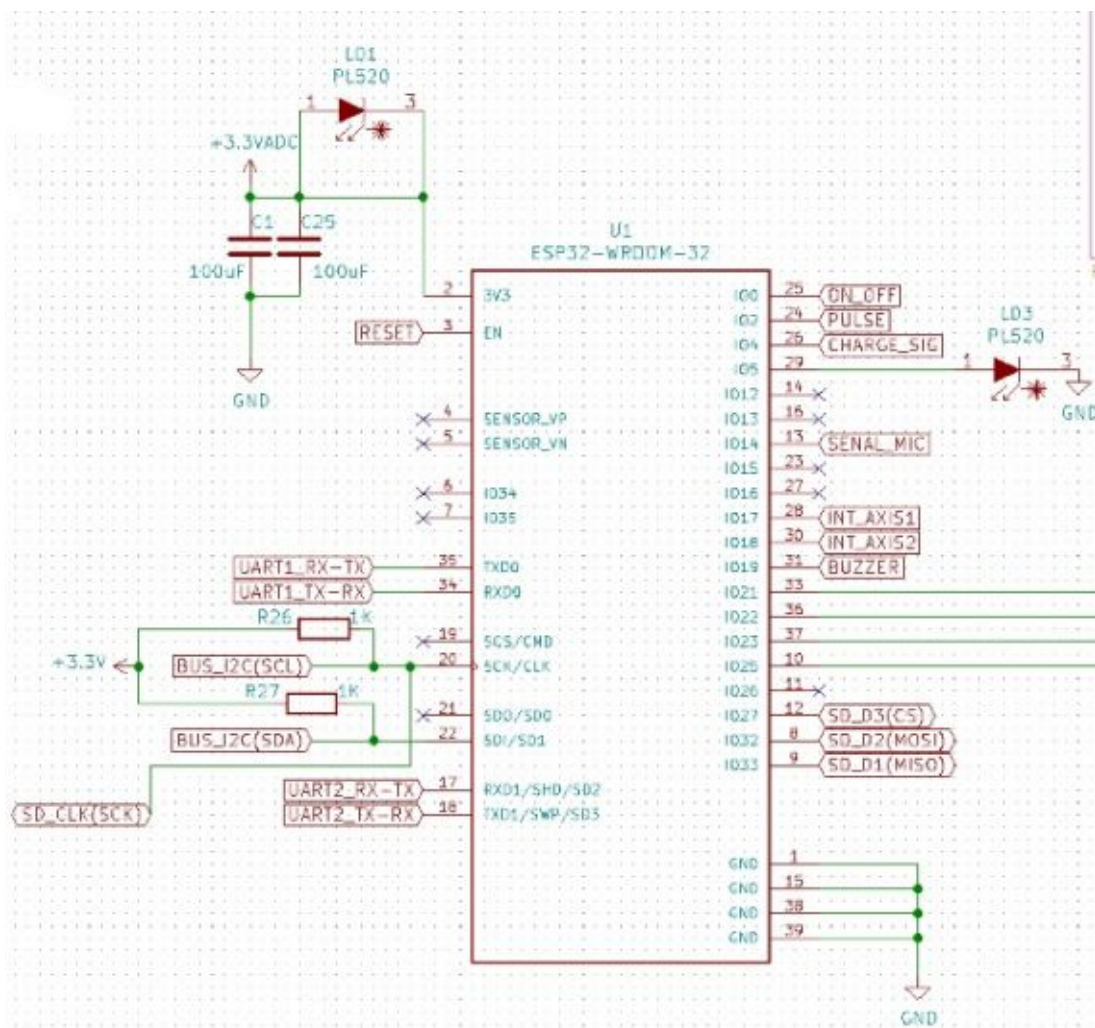 LD1
PL520
1 3
+3.3VADC
C1 C25
100uF 100uF
GND
U1
ESP32-WROOM-32
2 3V3
RESET 3 EN
4 SENSOR_VP
5 SENSOR_VN
6 IO34
7 IO35
UART1_RX-TX 35 TXD0
UART1_TX-RX 34 RXD0
R26 1K
19 SCS/CMD
+3.3V BUS_I2C(SCL) 20 SCK/CLK
R27 1K
21 SDO/SD0
BUS_I2C(SDA) 22 SDI/SD1
UART2_RX-TX 17 RXD1/SHD/SD2
SD_CLK(SCK) UART2_TX-RX 18 TXD1/SWP/SD3
IO0 25 ON_OFF
IO2 24 PULSE
IO4 26 CHARGE_SIG
IO5 29
LD3
PL520
1 3
GND
IO12 14
IO13 16
IO14 13 SENAL_MIC
IO15 23
IO16 27
IO17 28 INT_AXIS1
IO18 30 INT_AXIS2
IO19 31 BUZZER
IO21 33
IO22 36
IO23 37
IO25 10
IO26 11
IO27 12 SD_D3(CS)
IO32 8 SD_D2(MOSI)
IO33 9 SD_D1(MISO)
GND 1
GND 15
GND 38
GND 39
GND